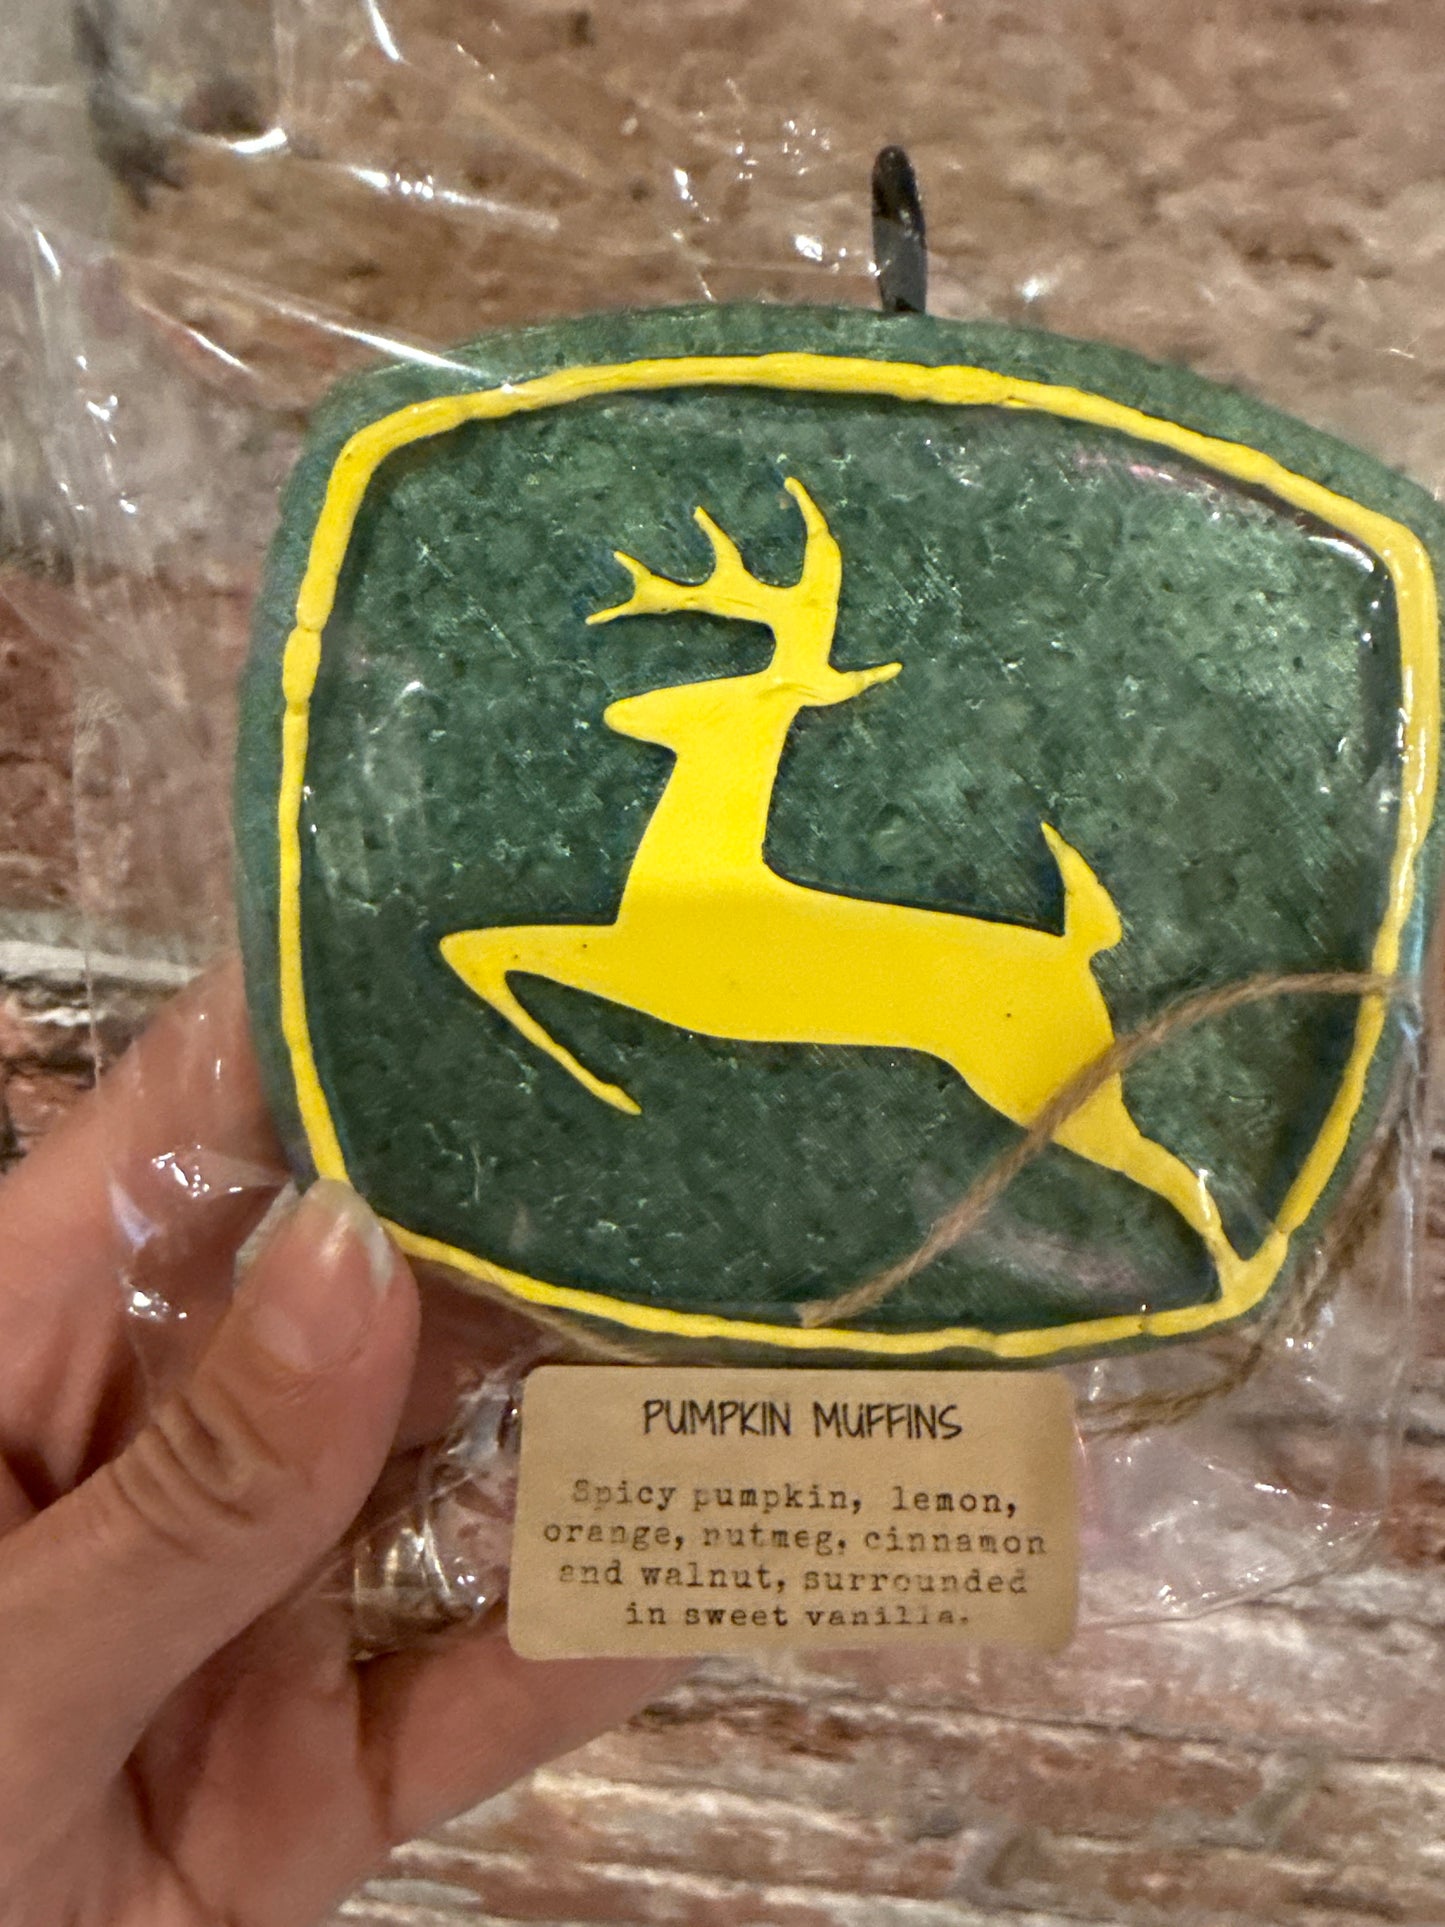 PUMPKIN MUFFINS
Spicy pumpkin, lemon,
orange, nutmeg, cinnamon
and walnut, surrounded
in sweet vanilla.